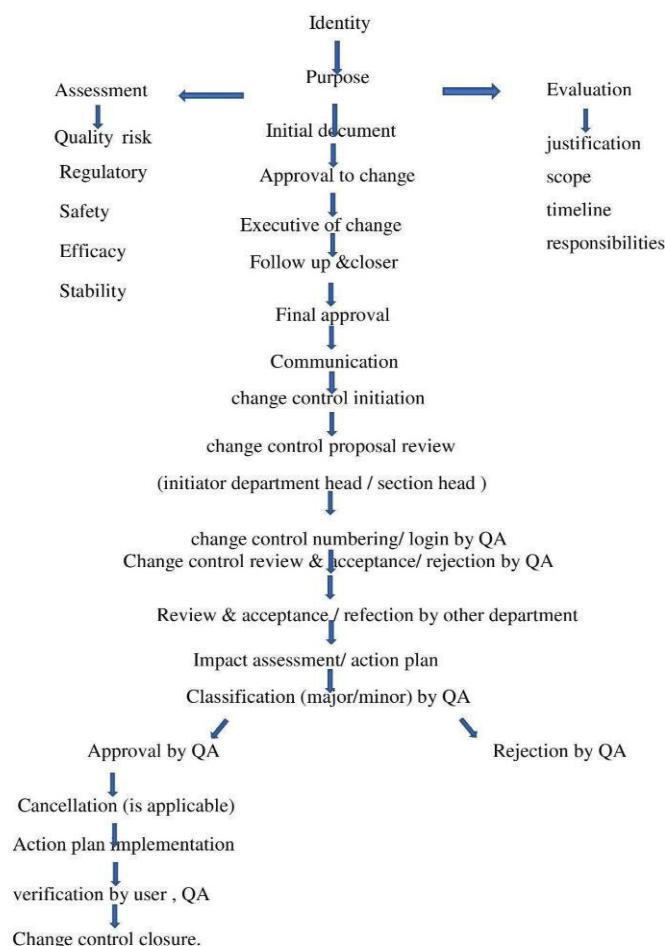 Identity
Purpose
Assessment
Evaluation
Quality risk
Initial document
justification
Regulatory
Approval to change
scope
Safety
Executive of change
timeline
Efficacy
Follow up &closer
responsibilities
Stability
Final approval
Communication
change control initiation
change control proposal review
(initiator department head / section head )
change control numbering/ login by QA
Change control review & acceptance/ rejection by QA
Review & acceptance / refection by other department
Impact assessment/ action plan
Classification (major/minor) by QA
Approval by QA
Rejection by QA
Cancellation (is applicable)
Action plan implementation
verification by user , QA
Change control closure.